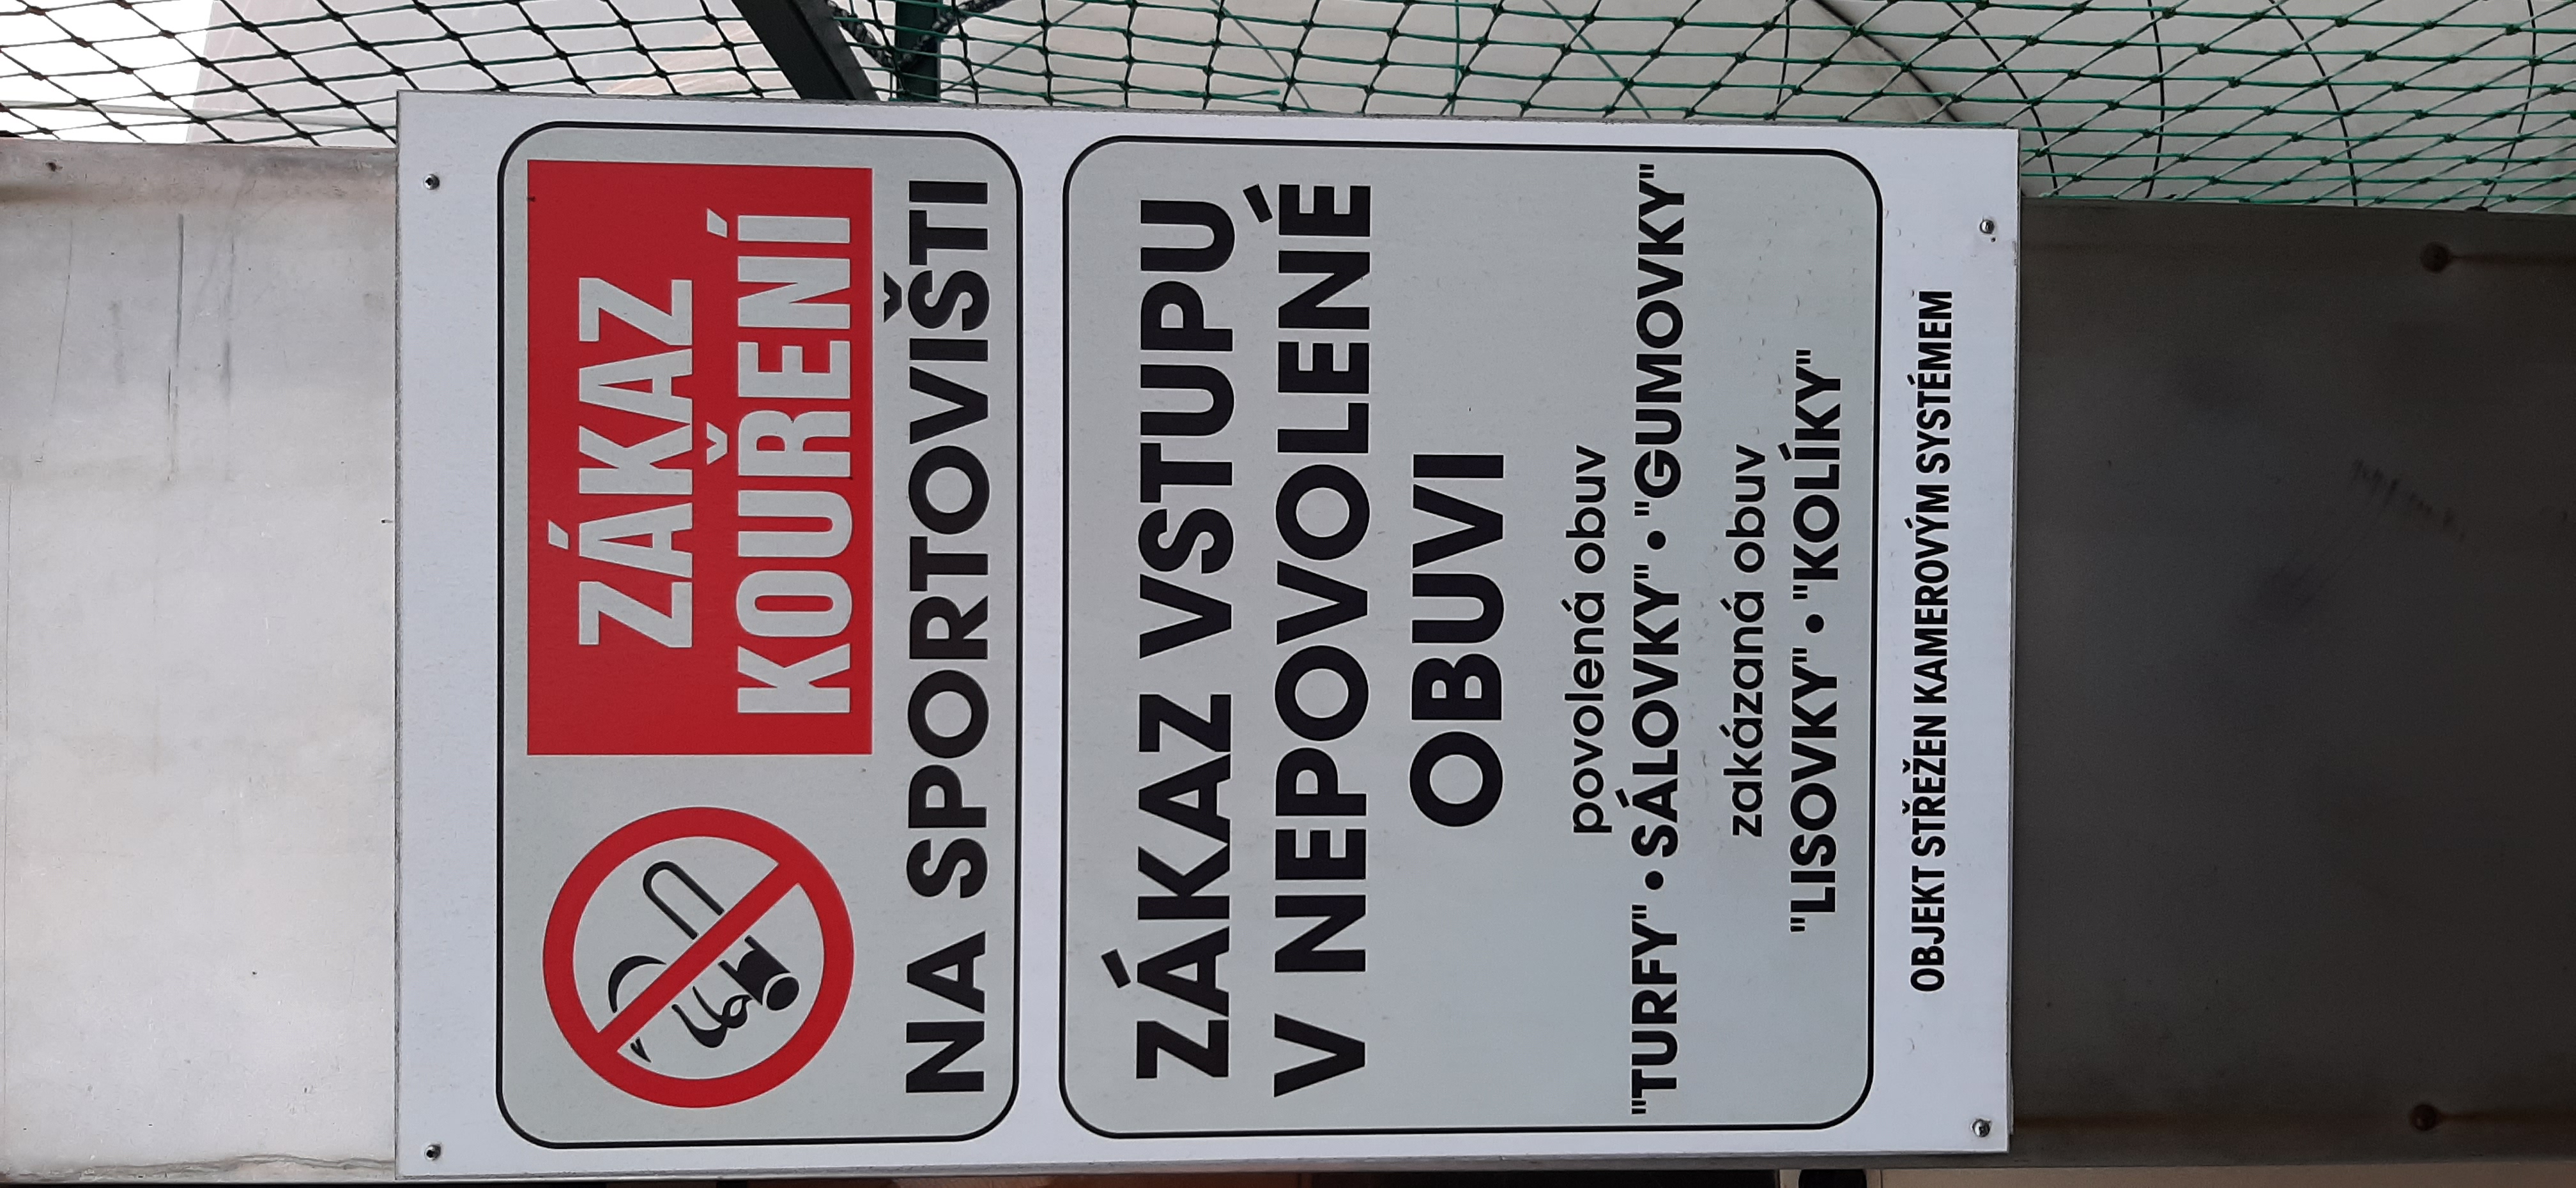 ZÁKAZ
KOUŘENÍ
NA SPORTOVIŠTI
ZÁKAZ VSTUPU
V NEPOVOLENÉ
OBUVI
povolená obuv
"TURFY" • SÁLOVKY" • "GUMOVKY"
zakázaná obuv
"LISOVKY" • "KOLÍKY"
OBJEKT STŘEŽEN KAMEROVÝM SYSTÉMEM